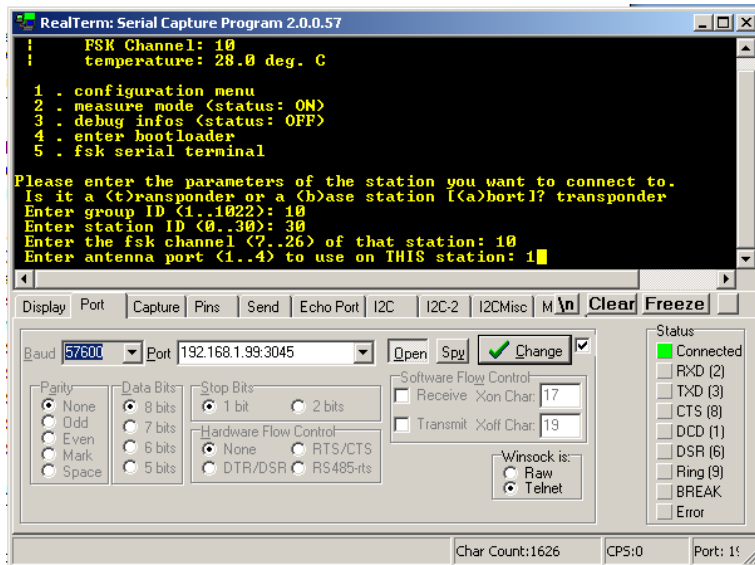 RealTerm: Serial Capture Program 2.0.0.57
| FSK Channel: 10
| temperature: 28.0 deg. C
1 . configuration menu
2 . measure mode (status: ON)
3 . debug infos (status: OFF)
4 . enter bootloader
5 . fsk serial terminal
Please enter the parameters of the station you want to connect to.
Is it a (t)ransponder or a (b)ase station [(a)bort]? transponder
Enter group ID (1..1022): 10
Enter station ID (0..30): 30
Enter the fsk channel (7..26) of that station: 10
Enter antenna port (1..4) to use on THIS station: 1
Display Port Capture Pins Send Echo Port I2C I2C-2 I2CMisc M \n Clear Freeze
Baud 57600 Port 192.168.1.99:3045 Open Spy Change
Parity
None
Odd
Even
Mark
Space
Data Bits
8 bits
7 bits
6 bits
5 bits
Stop Bits
1 bit 2 bits
Hardware Flow Control
None RTS/CTS
DTR/DSR RS485-rts
Software Flow Control
Receive Xon Char: 17
Transmit Xoff Char: 19
Winsock is:
Raw
Telnet
Status
Connected
RXD (2)
TXD (3)
CTS (8)
DCD (1)
DSR (6)
Ring (9)
BREAK
Error
Char Count:1626 CPS:0 Port: 19